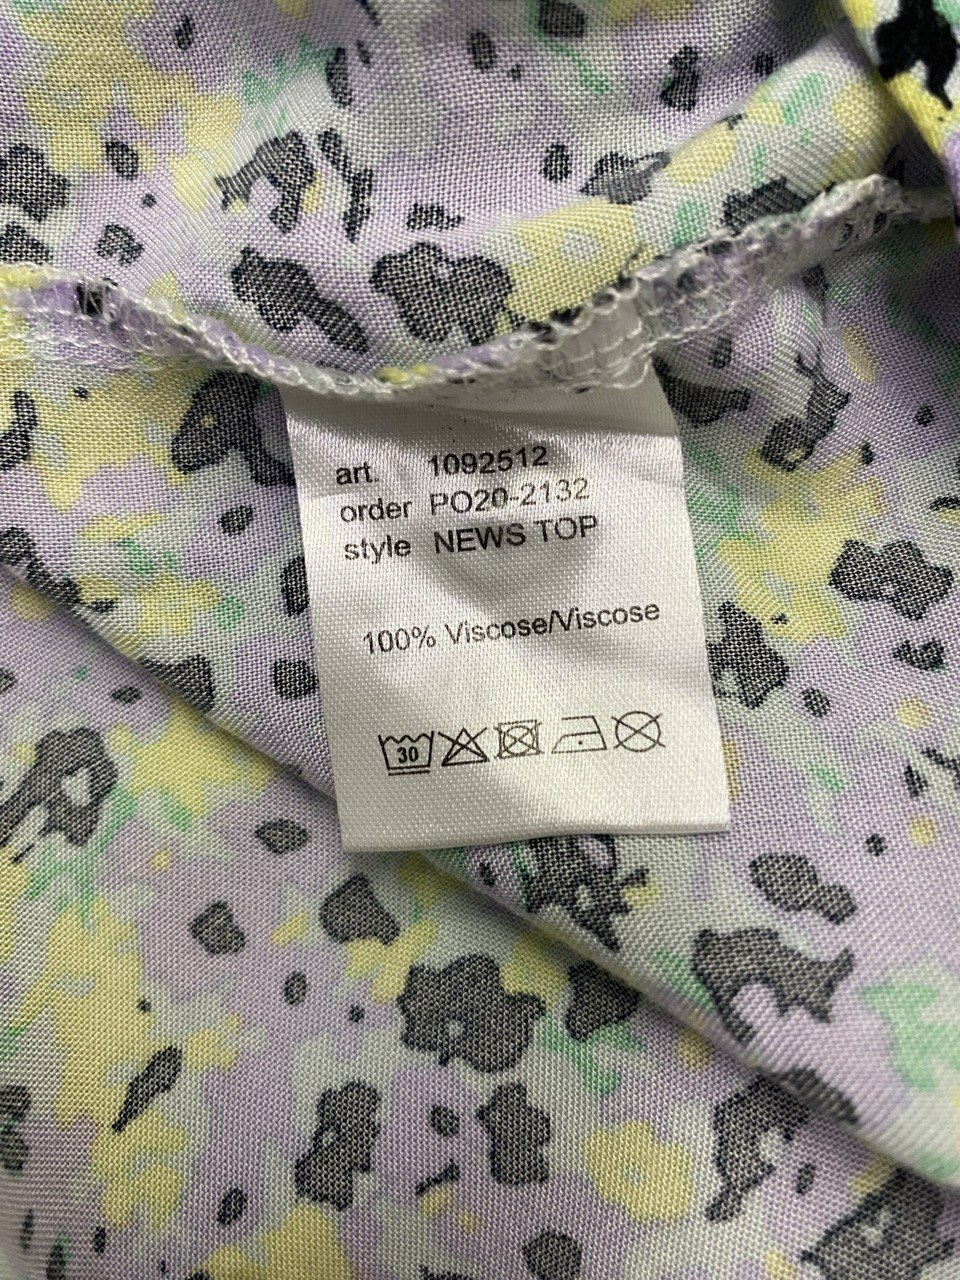 art. 1092512
order PO20-2132
style NEWS TOP
100% Viscose/Viscose
30